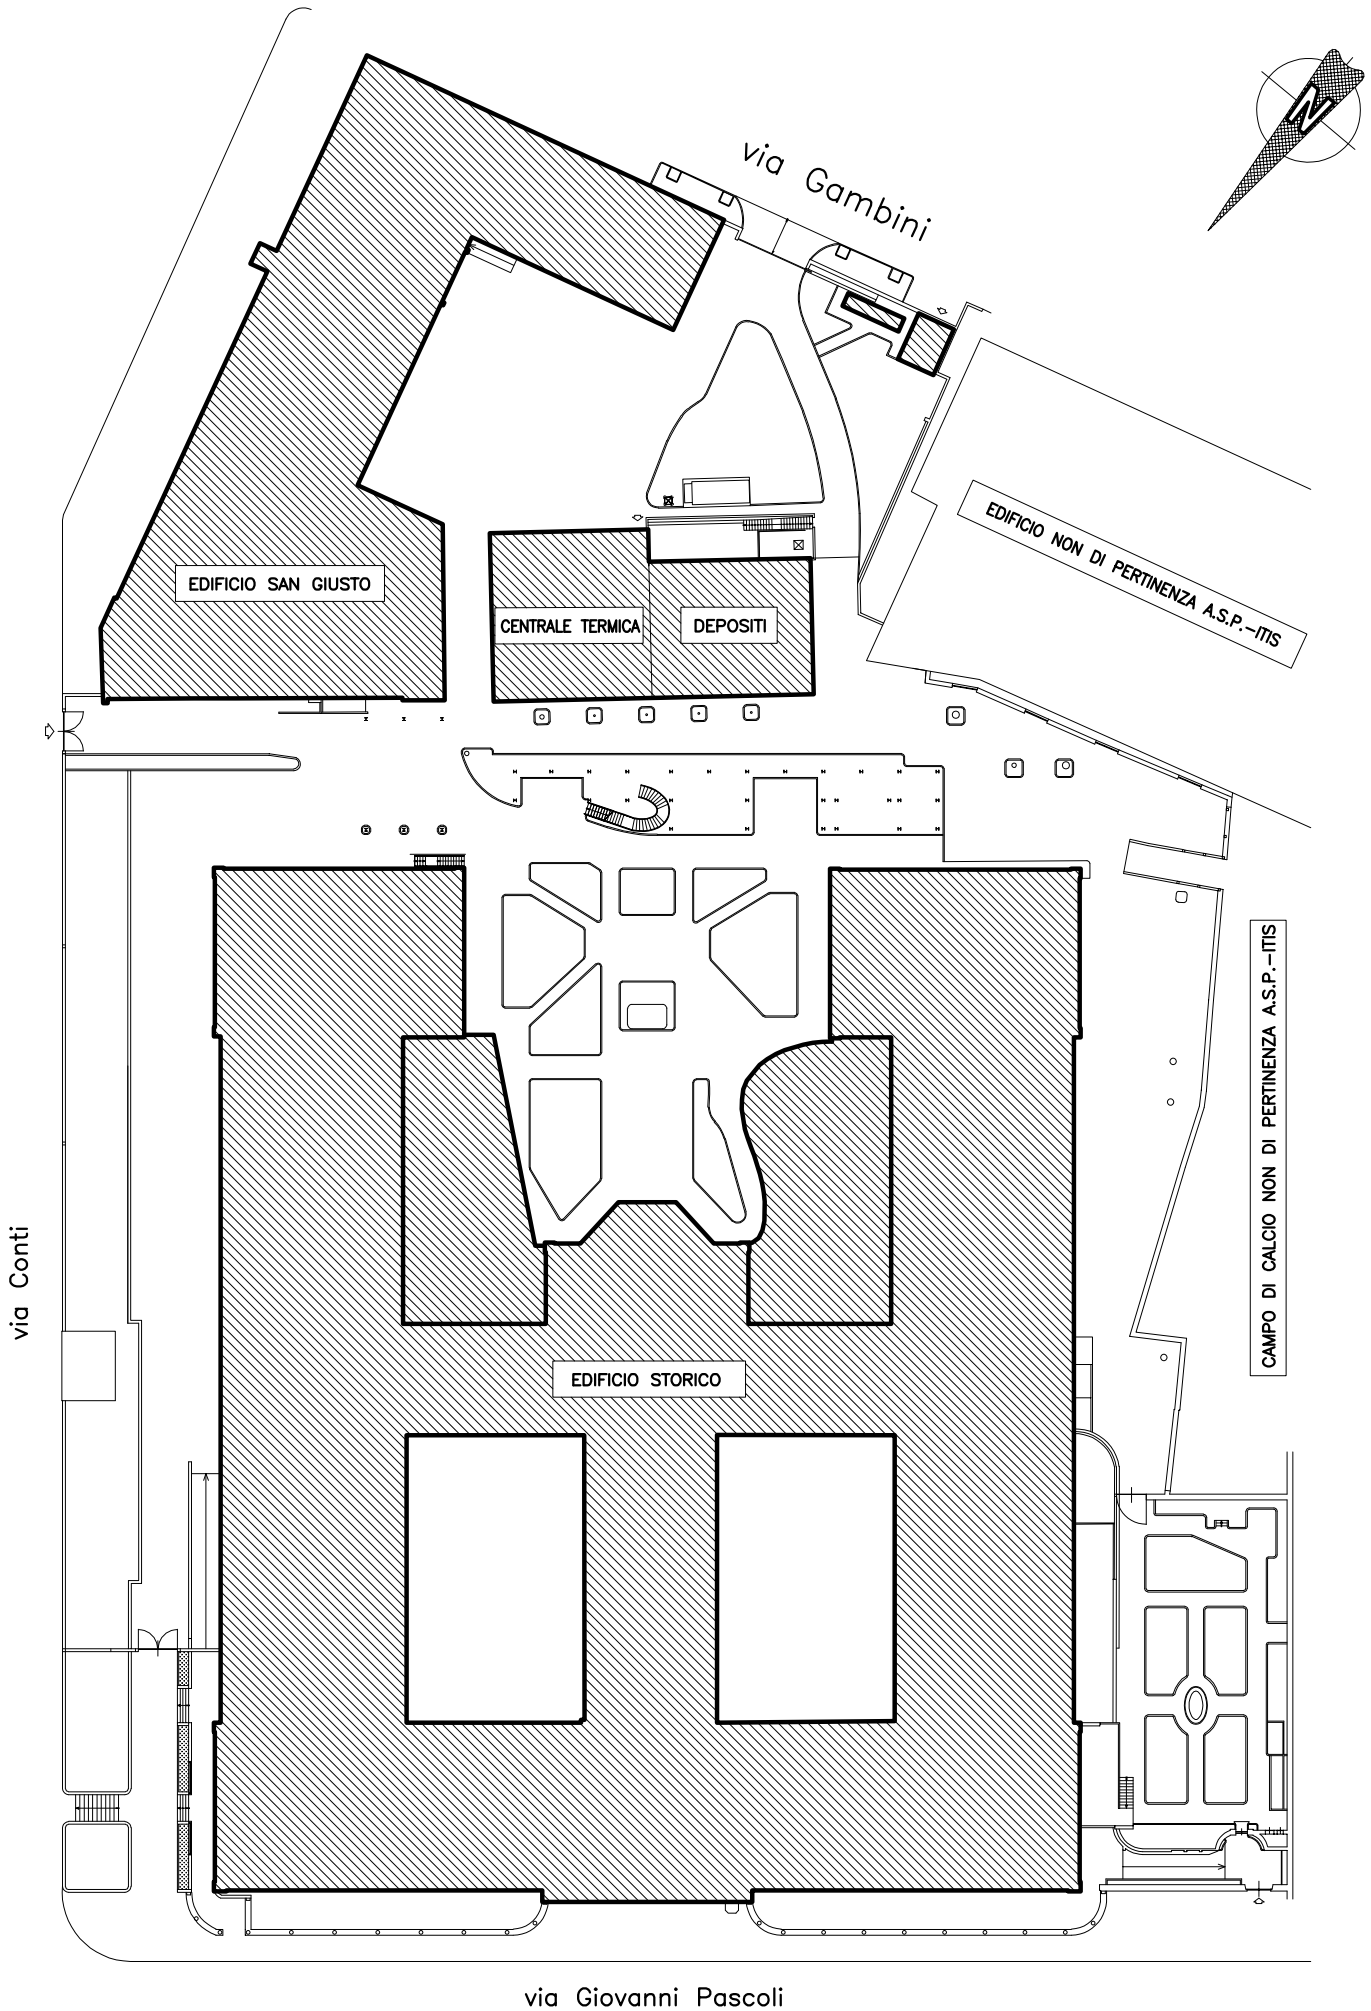 N
via Gambini
EDIFICIO NON DI PERTINENZA A.S.P.-ITIS
EDIFICIO SAN GIUSTO
CENTRALE TERMICA
DEPOSITI
CAMPO DI CALCIO NON DI PERTINENZA A.S.P.-ITIS
via Conti
EDIFICIO STORICO
via Giovanni Pascoli